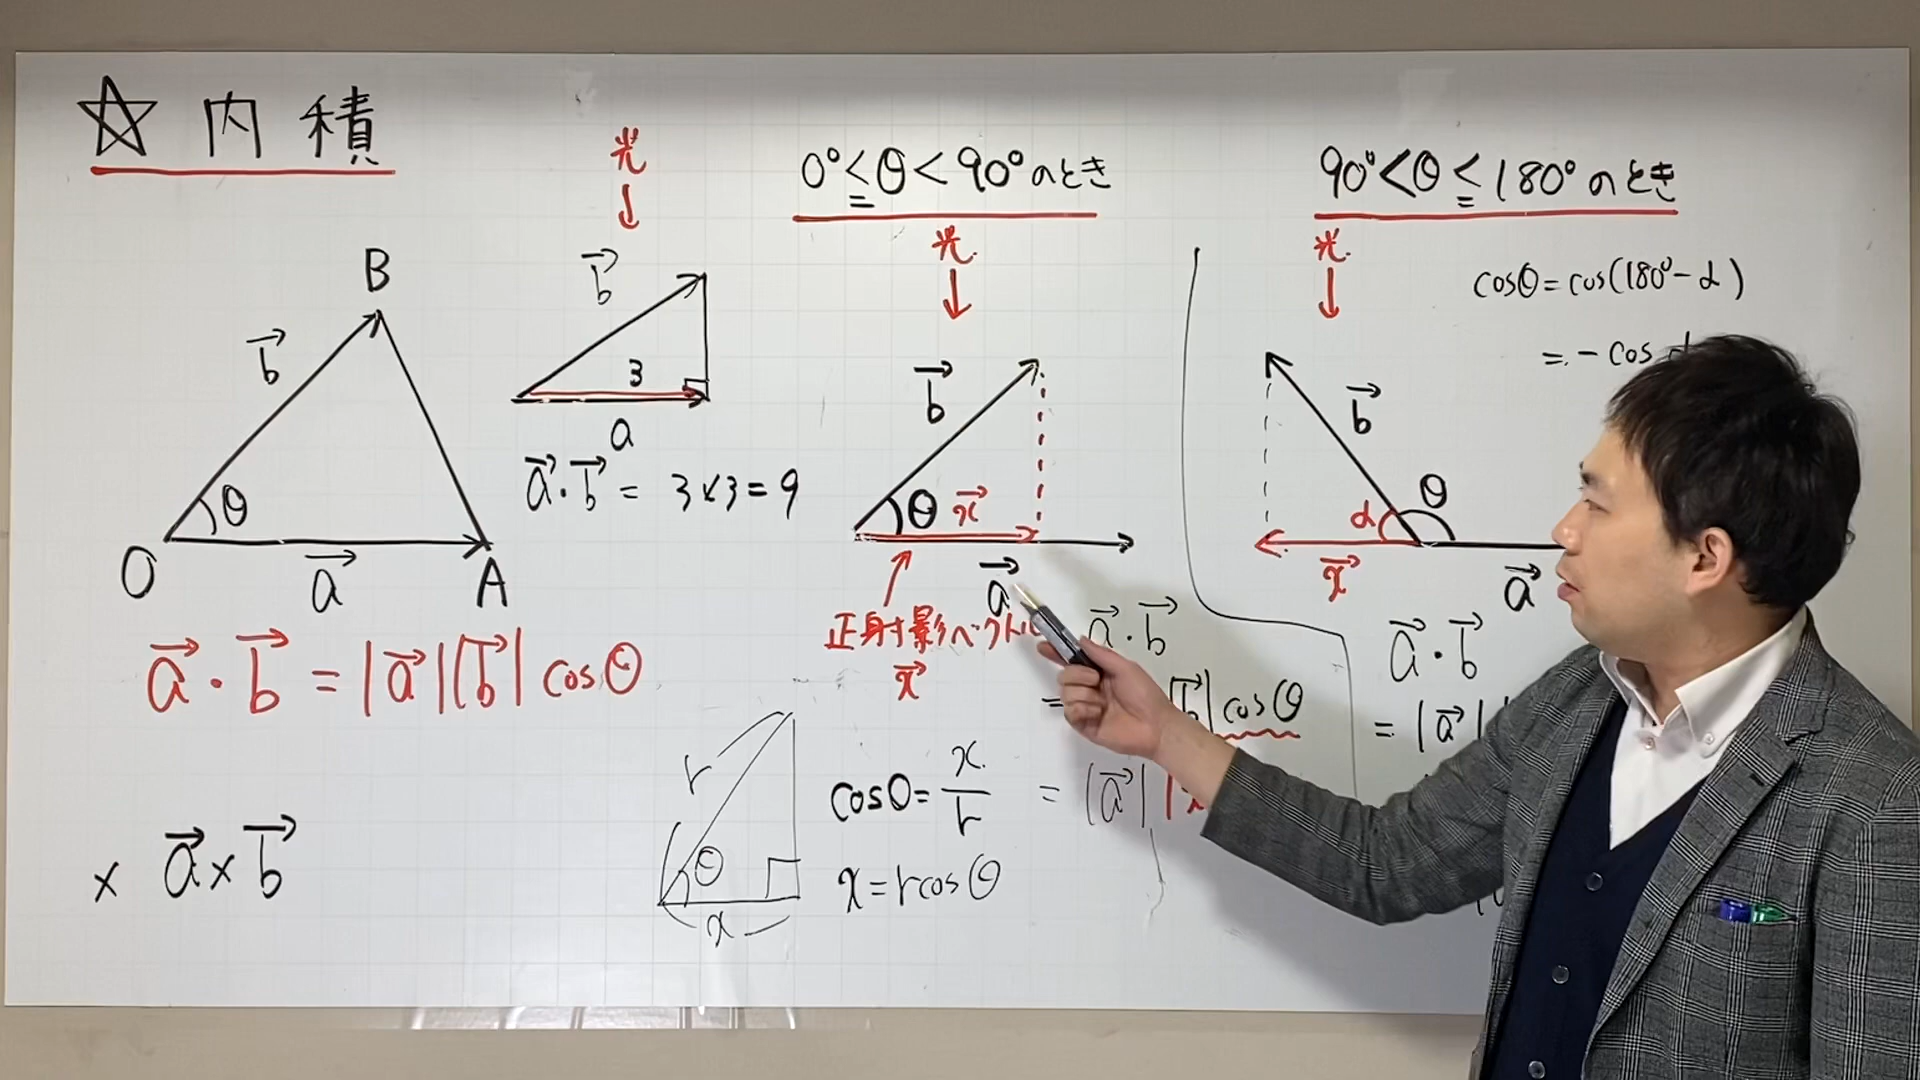 ☆ 内積
B
b→
θ
O
a→
A
a→・b→ = |a→||b→| cosθ
× a→×b→
光
↓
b→
3
a
a→・b→ = 3×3=9
0°≦θ<90°のとき
光
↓
b→
θ
x→
a→
正射影ベクトル
x→
a→・b→
= b→| cosθ
= |a→| |
r
θ
x
cosθ= x/r
x=rcosθ
90°<θ≦180°のとき
光
↓
cosθ=cos(180°-α)
=-cos
b→
α
θ
x→
a→
a→・b→
= |a→|